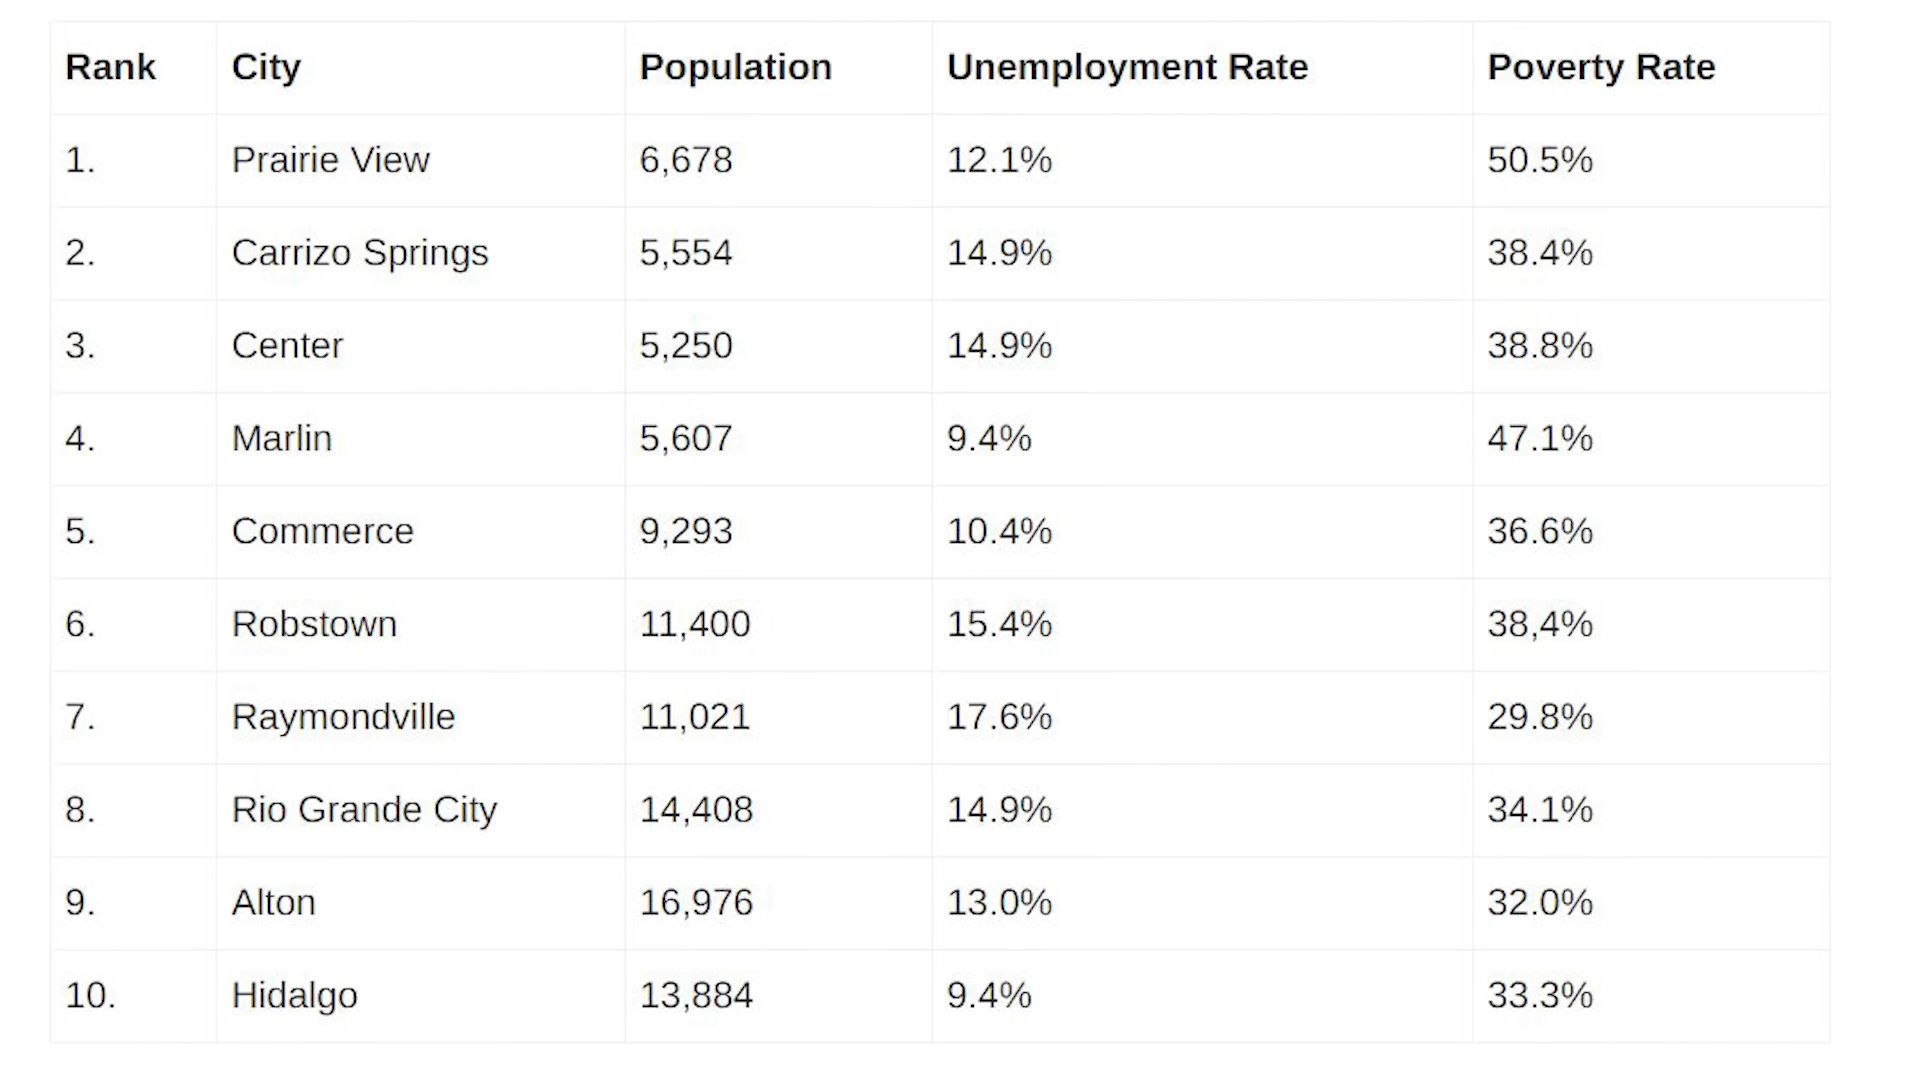 Rank City Population Unemployment Rate Poverty Rate
1. Prairie View 6,678 12.1% 50.5%
2. Carrizo Springs 5,554 14.9% 38.4%
3. Center 5,250 14.9% 38.8%
4. Marlin 5,607 9.4% 47.1%
5. Commerce 9,293 10.4% 36.6%
6. Robstown 11,400 15.4% 38,4%
7. Raymondville 11,021 17.6% 29.8%
8. Rio Grande City 14,408 14.9% 34.1%
9. Alton 16,976 13.0% 32.0%
10. Hidalgo 13,884 9.4% 33.3%